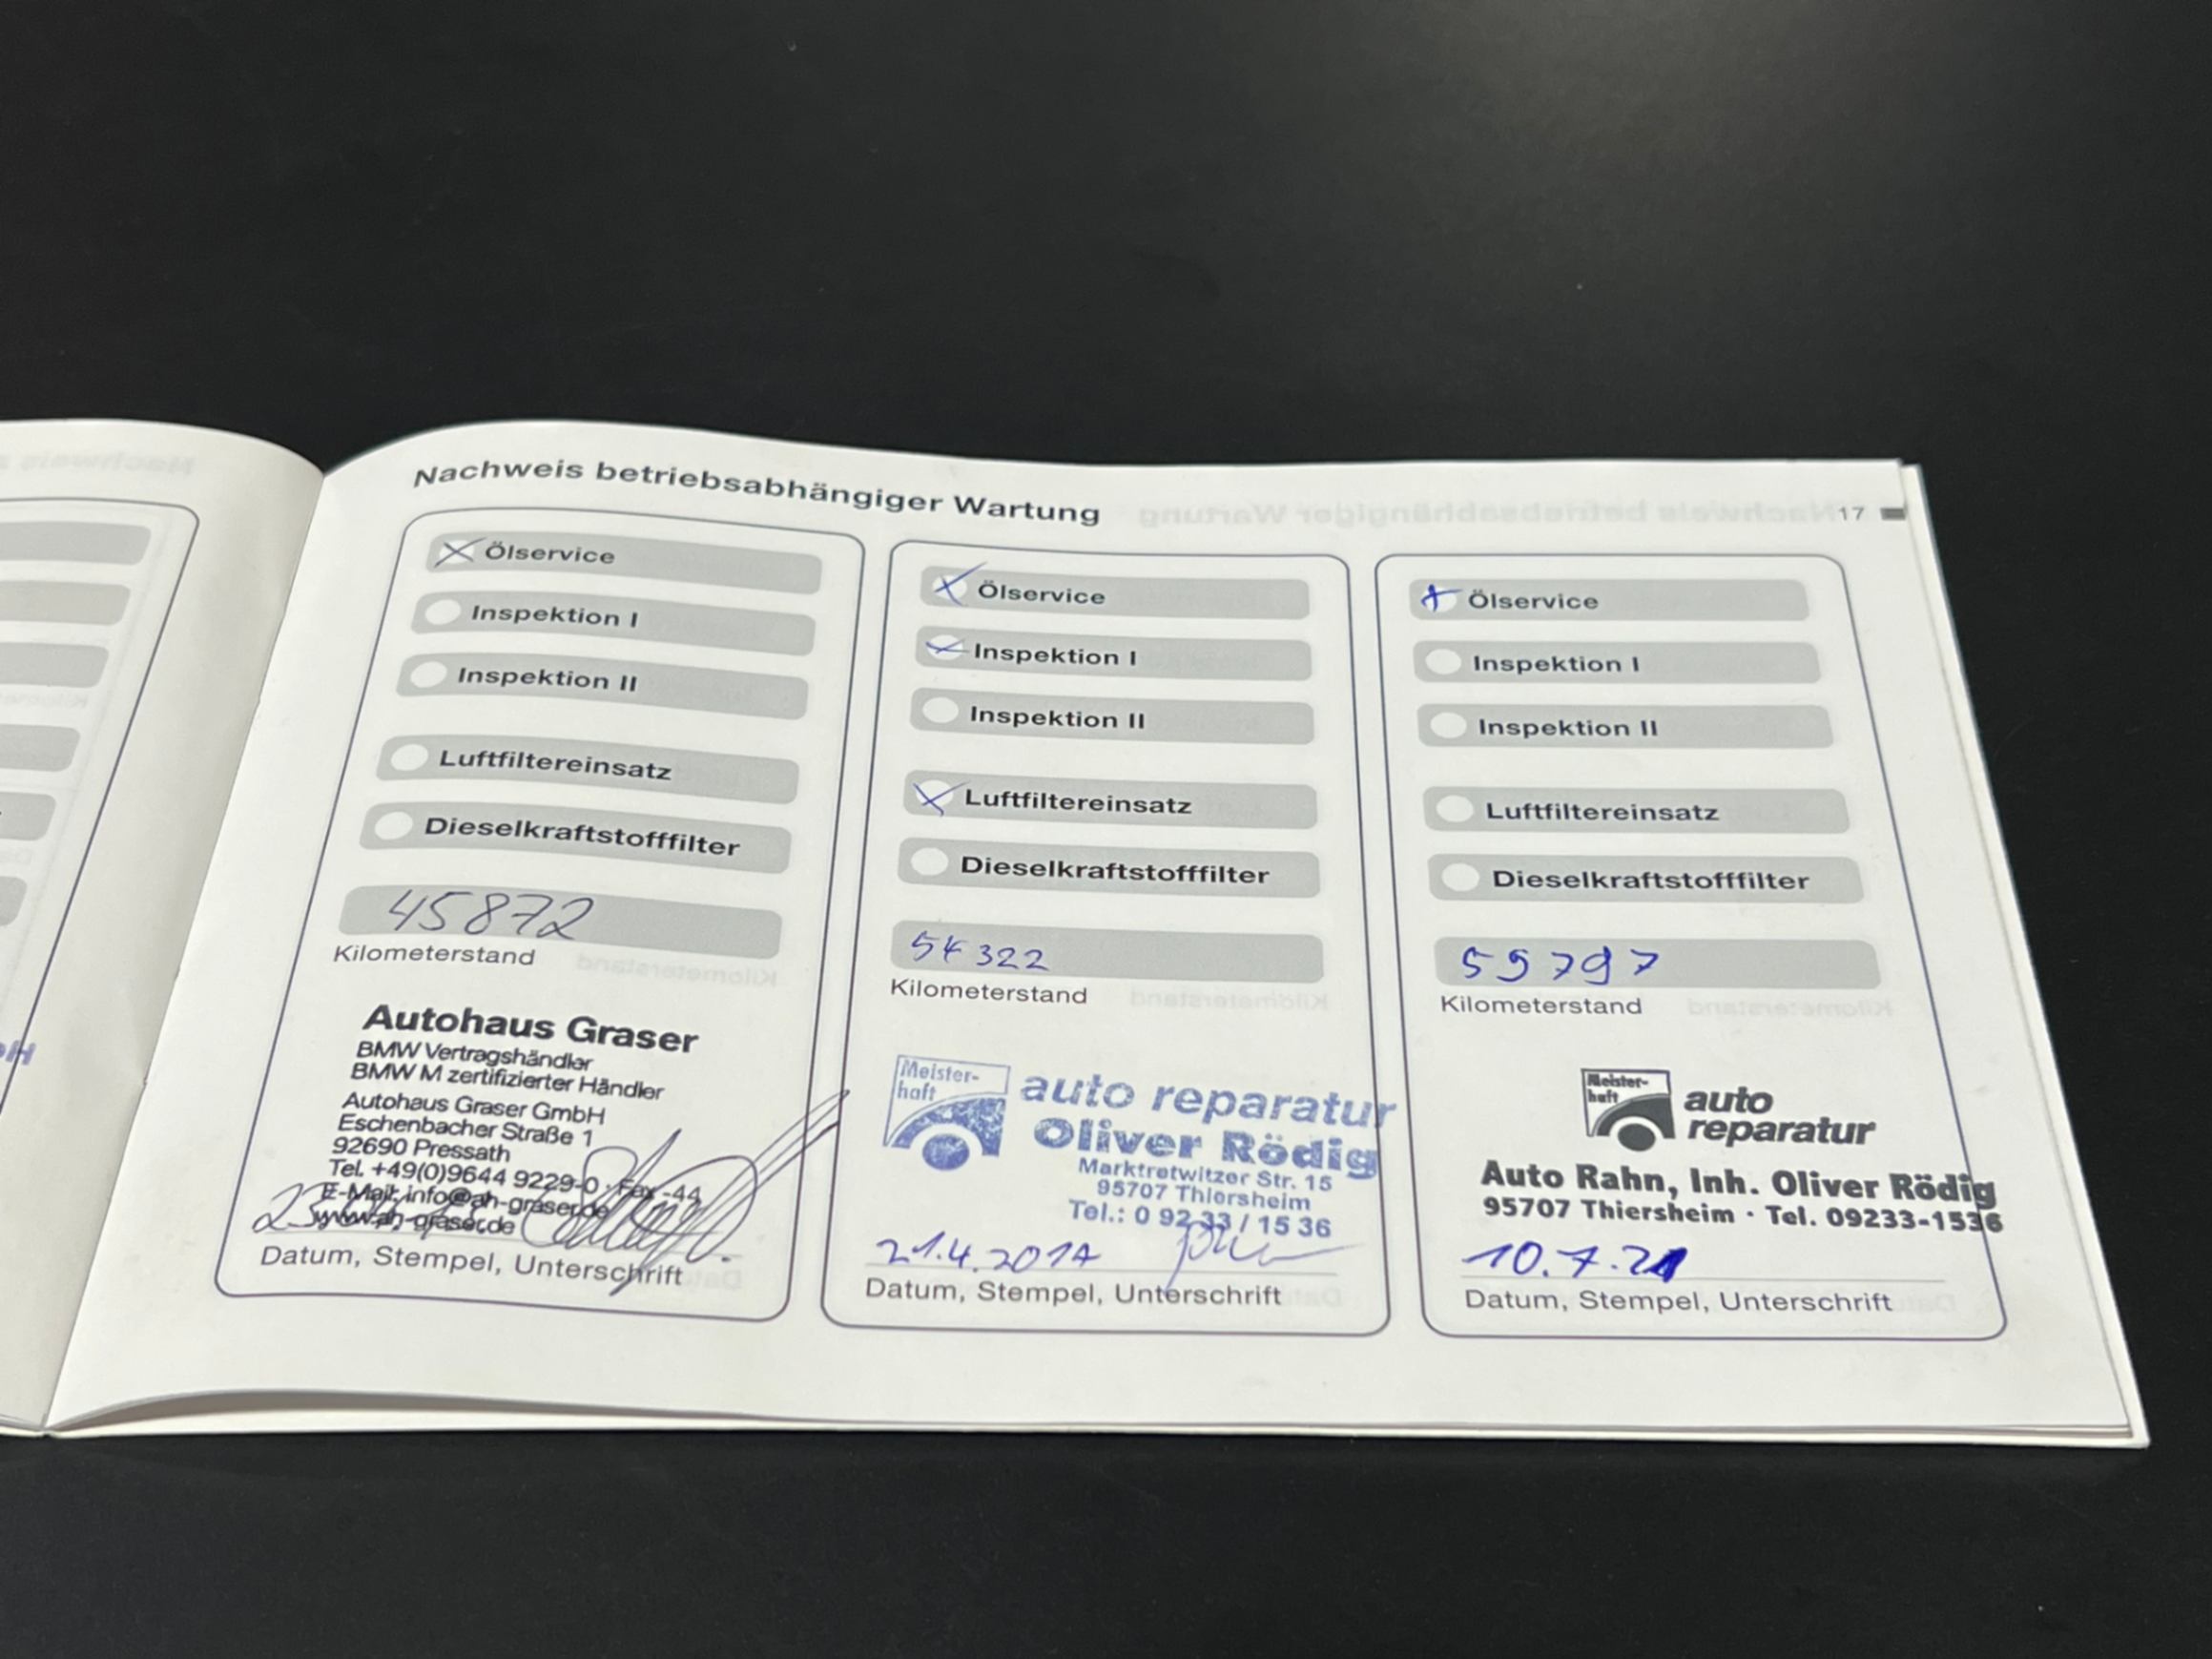 Nachweis betriebsabhängiger Wartung
17
Ölservice
Inspektion I
Inspektion II
Luftfiltereinsatz
Dieselkraftstofffilter
45872
Kilometerstand
Autohaus Graser
BMW Vertragshändler
BMW M zertifizierter Händler
Autohaus Graser GmbH
Eschenbacher Straße 1
92690 Pressath
Tel. +49(0)9644 9229-0 · Fax -44
E-Mail: info@ah-graser.de
www.ah-graser.de
Datum, Stempel, Unterschrift
Ölservice
Inspektion I
Inspektion II
Luftfiltereinsatz
Dieselkraftstofffilter
54322
Kilometerstand
Meister-
haft
auto reparatur
Oliver Rödig
Marktretwitzer Str. 15
95707 Thiersheim
Tel.: 0 92 33 / 15 36
21.4.2017
Datum, Stempel, Unterschrift
Ölservice
Inspektion I
Inspektion II
Luftfiltereinsatz
Dieselkraftstofffilter
59797
Kilometerstand
Meister-
haft
auto
reparatur
Auto Rahn, Inh. Oliver Rödig
95707 Thiersheim · Tel. 09233-1536
10.7.21
Datum, Stempel, Unterschrift